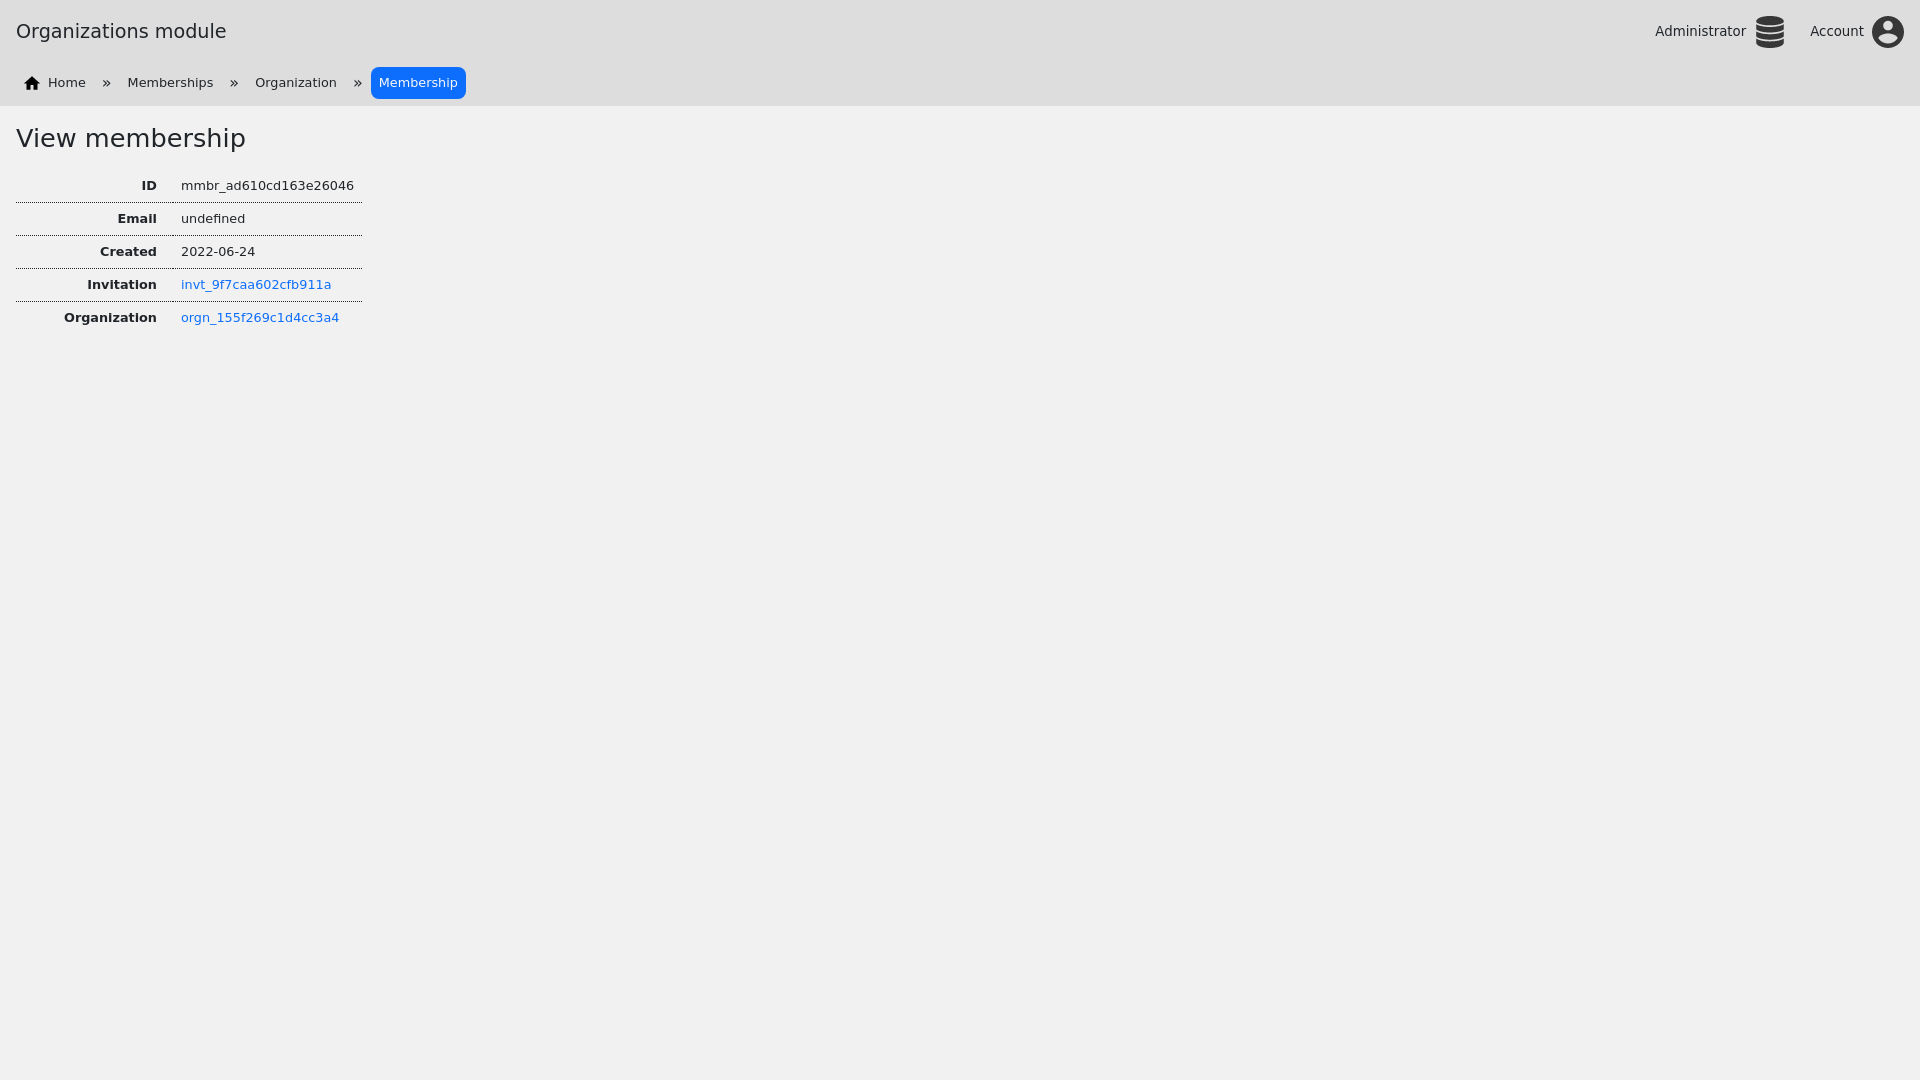 Organizations module
Administrator
Account
Home » Memberships » Organization » Membership
View membership
ID mmbr_ad610cd163e26046
Email undefined
Created 2022-06-24
Invitation invt_9f7caa602cfb911a
Organization orgn_155f269c1d4cc3a4